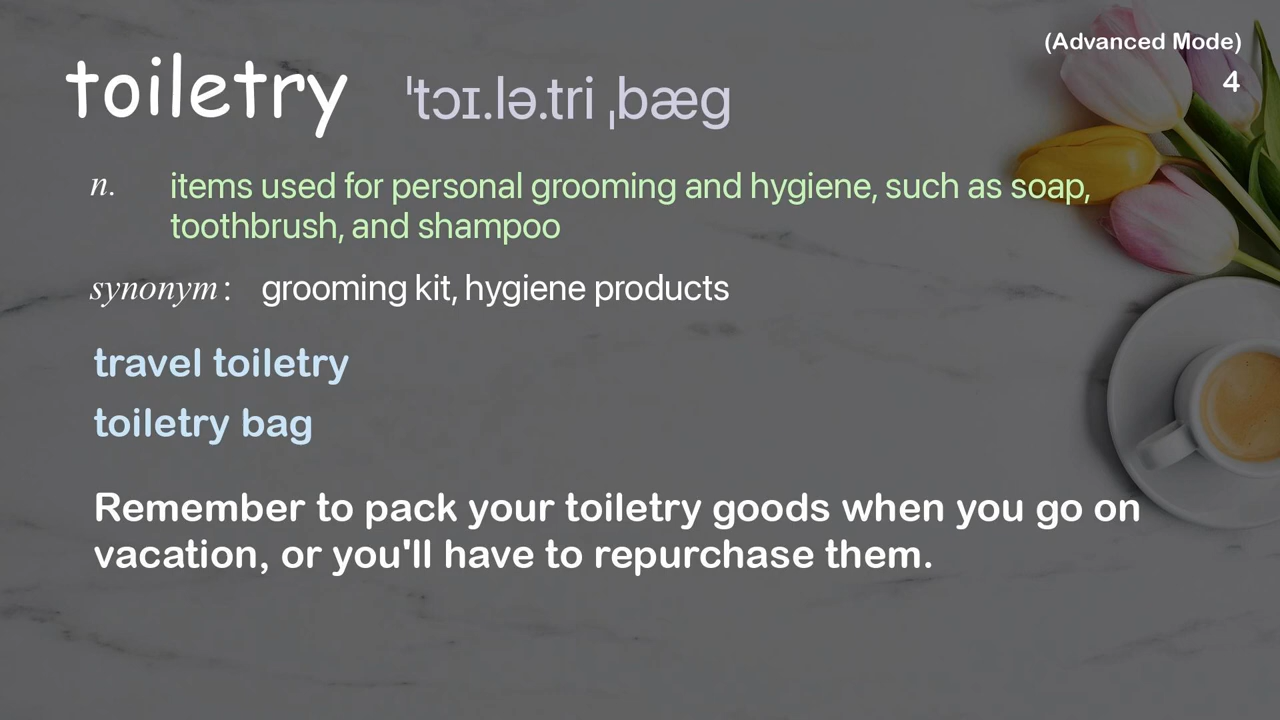 (Advanced Mode)
4
toiletry ˈtɔɪ.lə.tri ˌbæg
n. items used for personal grooming and hygiene, such as soap,
toothbrush, and shampoo
synonym : grooming kit, hygiene products
travel toiletry
toiletry bag
Remember to pack your toiletry goods when you go on
vacation, or you'll have to repurchase them.